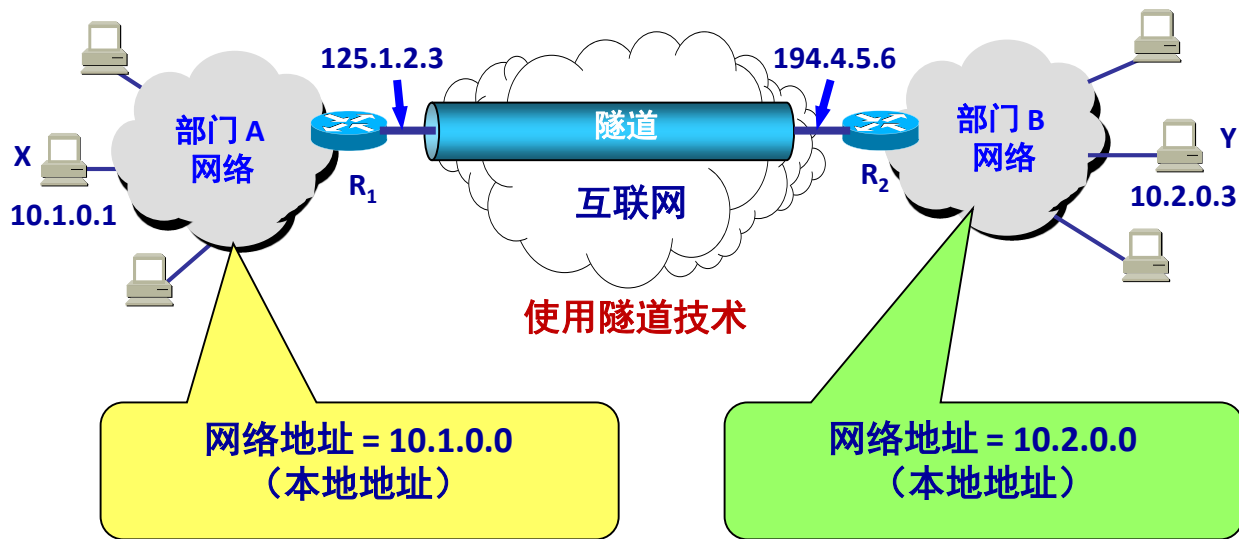 125.1.2.3
194.4.5.6
部门 A
网络
隧道
部门 B
网络
X
Y
R1
R2
互联网
10.1.0.1
10.2.0.3
使用隧道技术
网络地址 = 10.1.0.0
（本地地址）
网络地址 = 10.2.0.0
（本地地址）